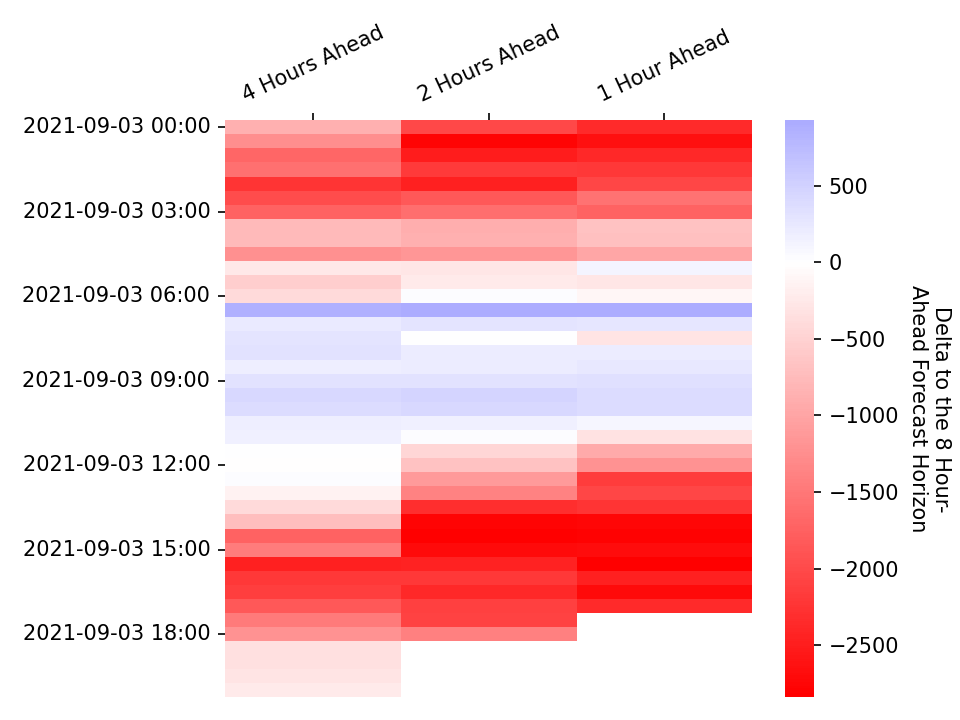 4 Hours Ahead
2 Hours Ahead
1 Hour Ahead
2021-09-03 00:00
2021-09-03 03:00
2021-09-03 06:00
2021-09-03 09:00
2021-09-03 12:00
2021-09-03 15:00
2021-09-03 18:00
500
0
−500
−1000
−1500
−2000
−2500
Delta to the 8 Hour-
Ahead Forecast Horizon